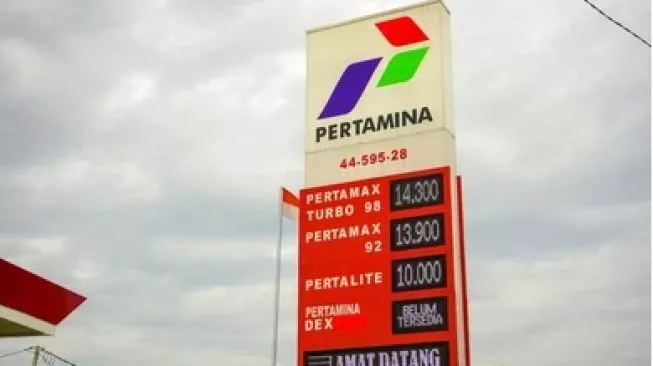 PERTAMINA
44-595-28
PERTAMAX TURBO 98 14.300
PERTAMAX 92 13.900
PERTALITE 10.000
PERTAMINA DEX BELUM TERSEDIA
AMAT DATANG